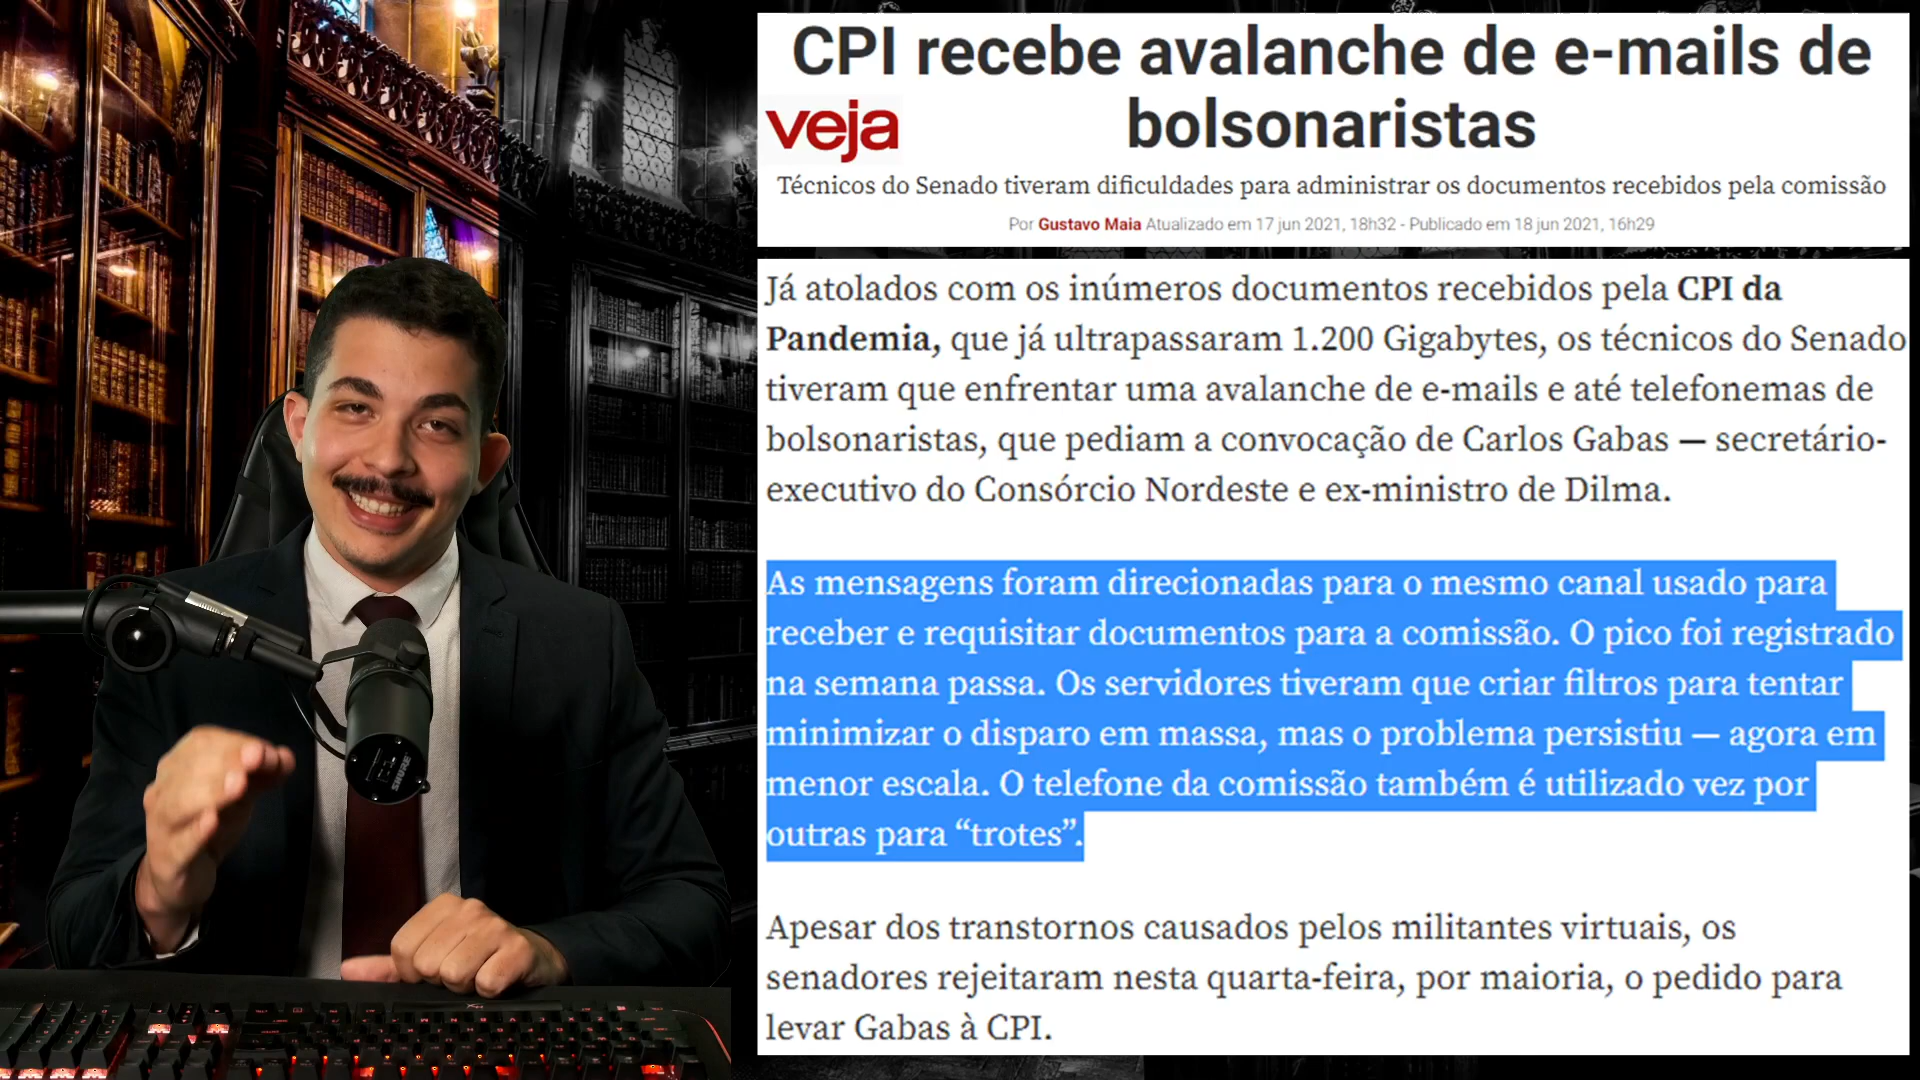 CPI recebe avalanche de e-mails de
bolsonaristas
veja
Técnicos do Senado tiveram dificuldades para administrar os documentos recebidos pela comissão
Por Gustavo Maia Atualizado em 17 jun 2021, 18h32 - Publicado em 18 jun 2021, 16h29
Já atolados com os inúmeros documentos recebidos pela CPI da
Pandemia, que já ultrapassaram 1.200 Gigabytes, os técnicos do Senado
tiveram que enfrentar uma avalanche de e-mails e até telefonemas de
bolsonaristas, que pediam a convocação de Carlos Gabas — secretário-
executivo do Consórcio Nordeste e ex-ministro de Dilma.
As mensagens foram direcionadas para o mesmo canal usado para
receber e requisitar documentos para a comissão. O pico foi registrado
na semana passa. Os servidores tiveram que criar filtros para tentar
minimizar o disparo em massa, mas o problema persistiu — agora em
menor escala. O telefone da comissão também é utilizado vez por
outras para “trotes”.
Apesar dos transtornos causados pelos militantes virtuais, os
senadores rejeitaram nesta quarta-feira, por maioria, o pedido para
levar Gabas à CPI.
SHURE